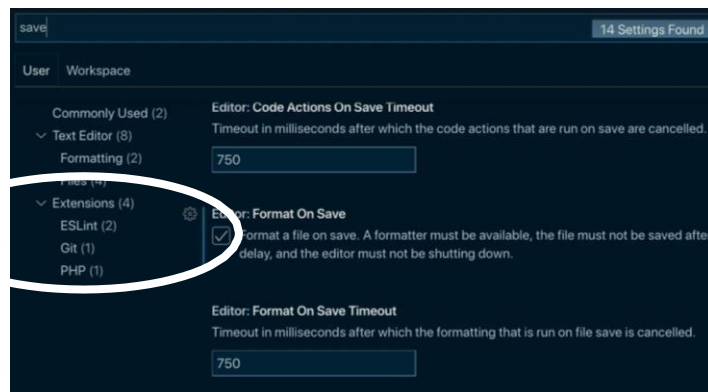 save
14 Settings Found
User Workspace
Commonly Used (2)
Text Editor (8)
Formatting (2)
Files (4)
Extensions (4)
ESLint (2)
Git (1)
PHP (1)
Editor: Code Actions On Save Timeout
Timeout in milliseconds after which the code actions that are run on save are cancelled.
750
Editor: Format On Save
Format a file on save. A formatter must be available, the file must not be saved after
delay, and the editor must not be shutting down.
Editor: Format On Save Timeout
Timeout in milliseconds after which the formatting that is run on file save is cancelled.
750